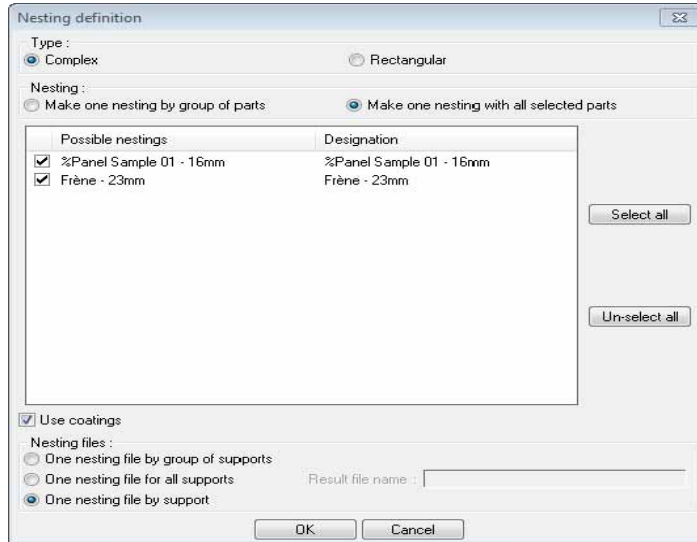 Nesting definition
Type :
Complex Rectangular
Nesting :
Make one nesting by group of parts Make one nesting with all selected parts
Possible nestings Designation
%Panel Sample 01 - 16mm %Panel Sample 01 - 16mm
Frène - 23mm Frène - 23mm
Select all
Un-select all
Use coatings
Nesting files :
One nesting file by group of supports
One nesting file for all supports Result file name :
One nesting file by support
OK Cancel